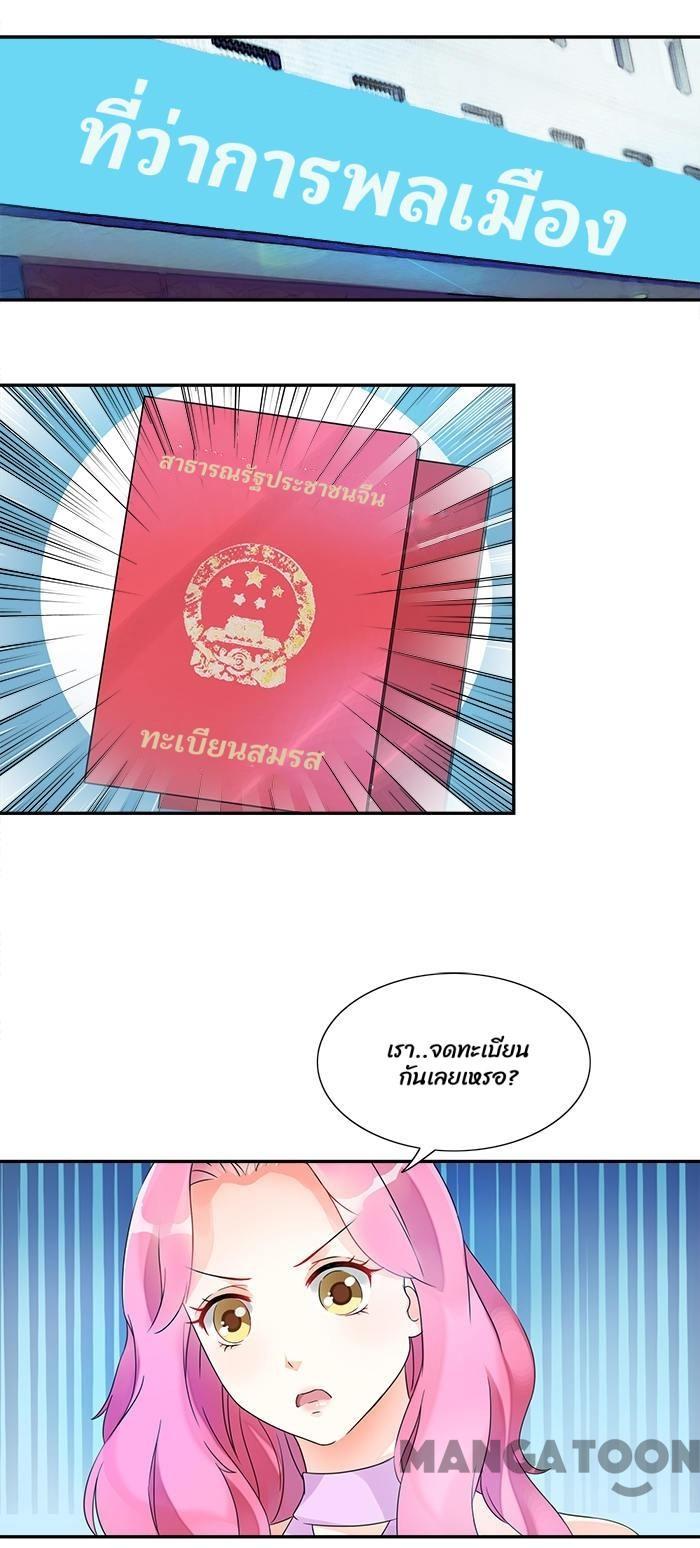 ที่ว่าการพลเมือง
สาธารณรัฐประชาชนจีน
ทะเบียนสมรส
เรา..จดทะเบียน
กันเลยเหรอ?
MANGATOON